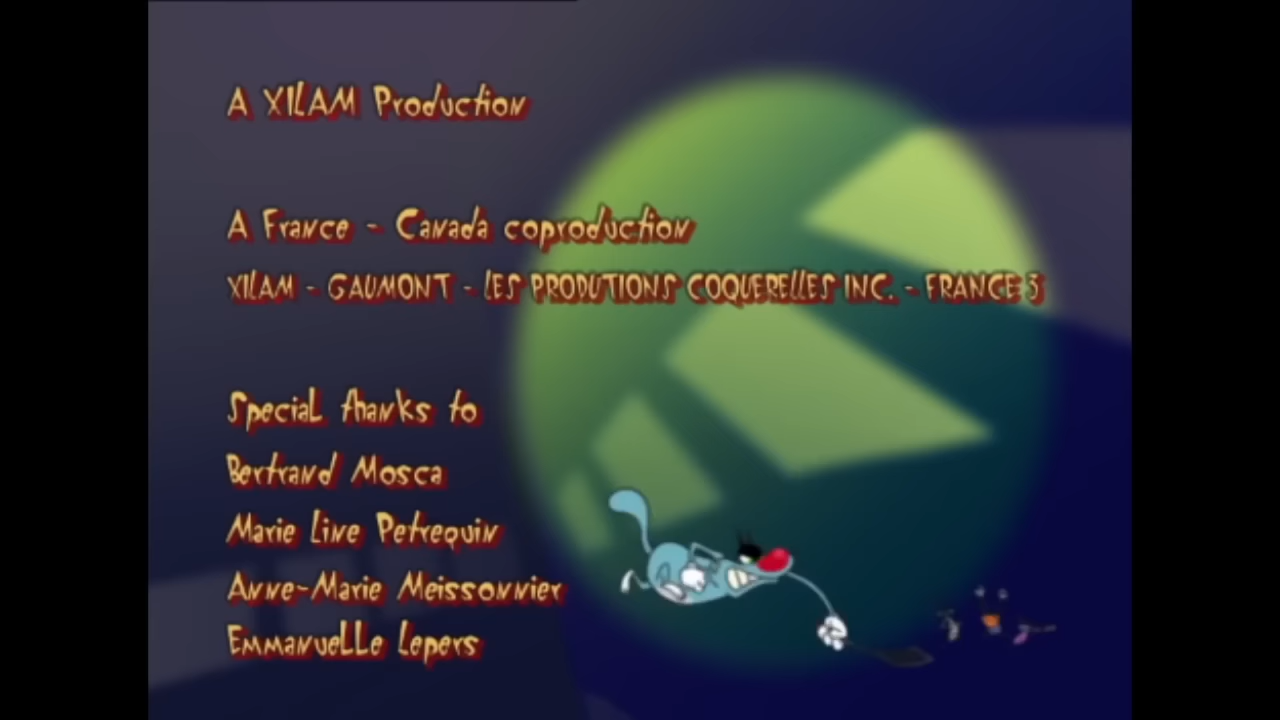 A XILAM Production
A France - Canada coproduction
XILAM - GAUMONT - LES PRODUTIONS COQUERELLES INC. - FRANCE 3
Special thanks to
Bertrand Mosca
Marie Line Petrequin
Anne-Marie Meissonnier
Emmanuelle Lepers